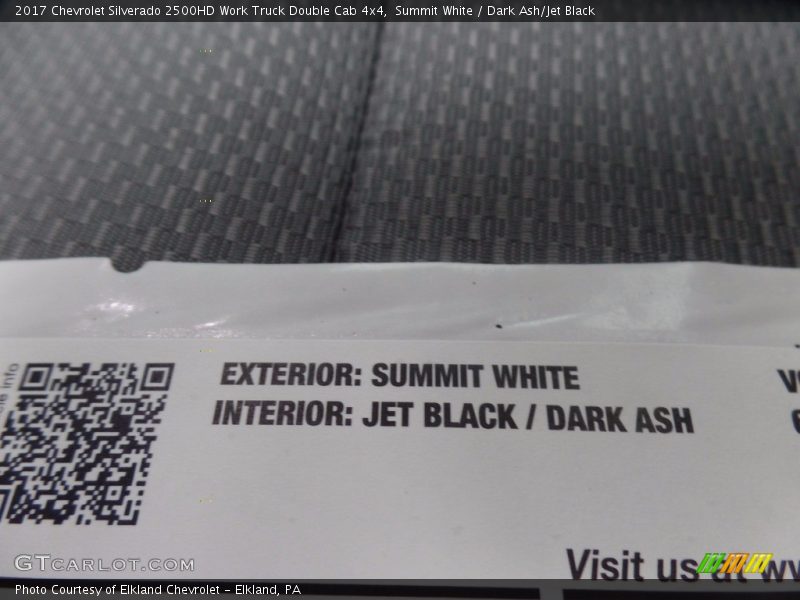 2017 Chevrolet Silverado 2500HD Work Truck Double Cab 4x4, Summit White / Dark Ash/Jet Black
EXTERIOR: SUMMIT WHITE
INTERIOR: JET BLACK / DARK ASH
Visit us at
GTCARLOT.COM
Photo Courtesy of Elkland Chevrolet - Elkland, PA